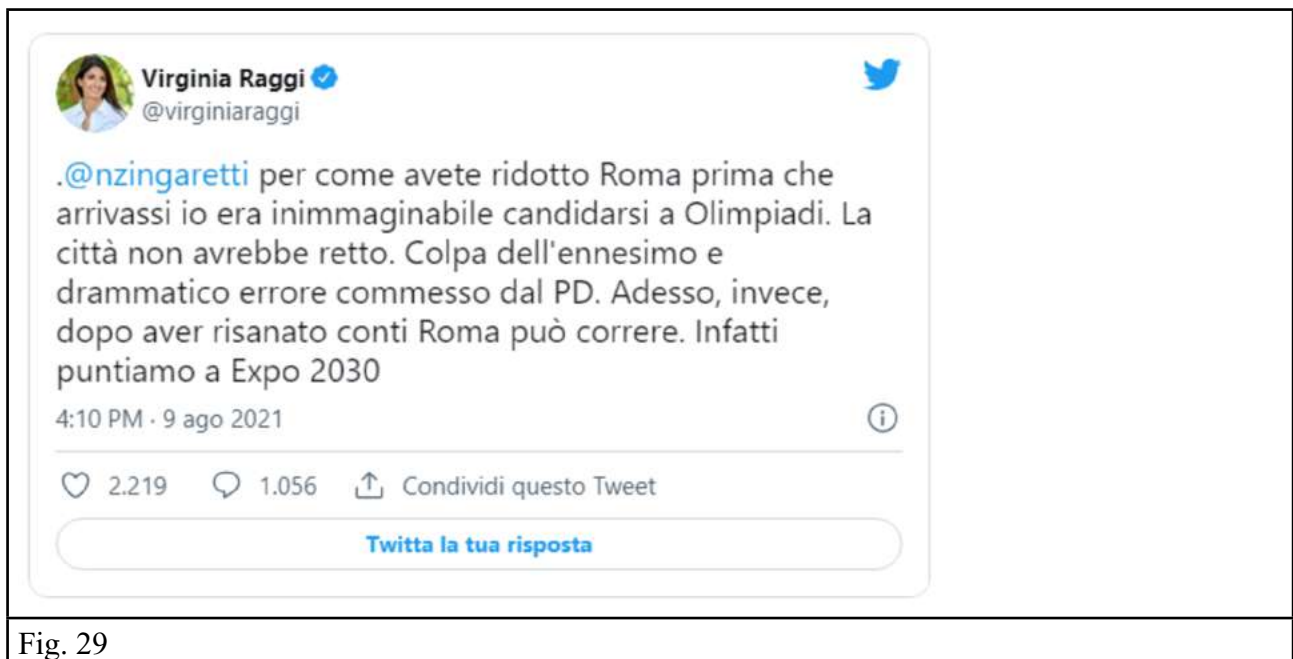 Virginia Raggi
@virginiaraggi
.@nzingaretti per come avete ridotto Roma prima che
arrivassi io era inimmaginabile candidarsi a Olimpiadi. La
città non avrebbe retto. Colpa dell'ennesimo e
drammatico errore commesso dal PD. Adesso, invece,
dopo aver risanato conti Roma può correre. Infatti
puntiamo a Expo 2030
4:10 PM · 9 ago 2021
2.219 1.056 Condividi questo Tweet
Twitta la tua risposta
Fig. 29